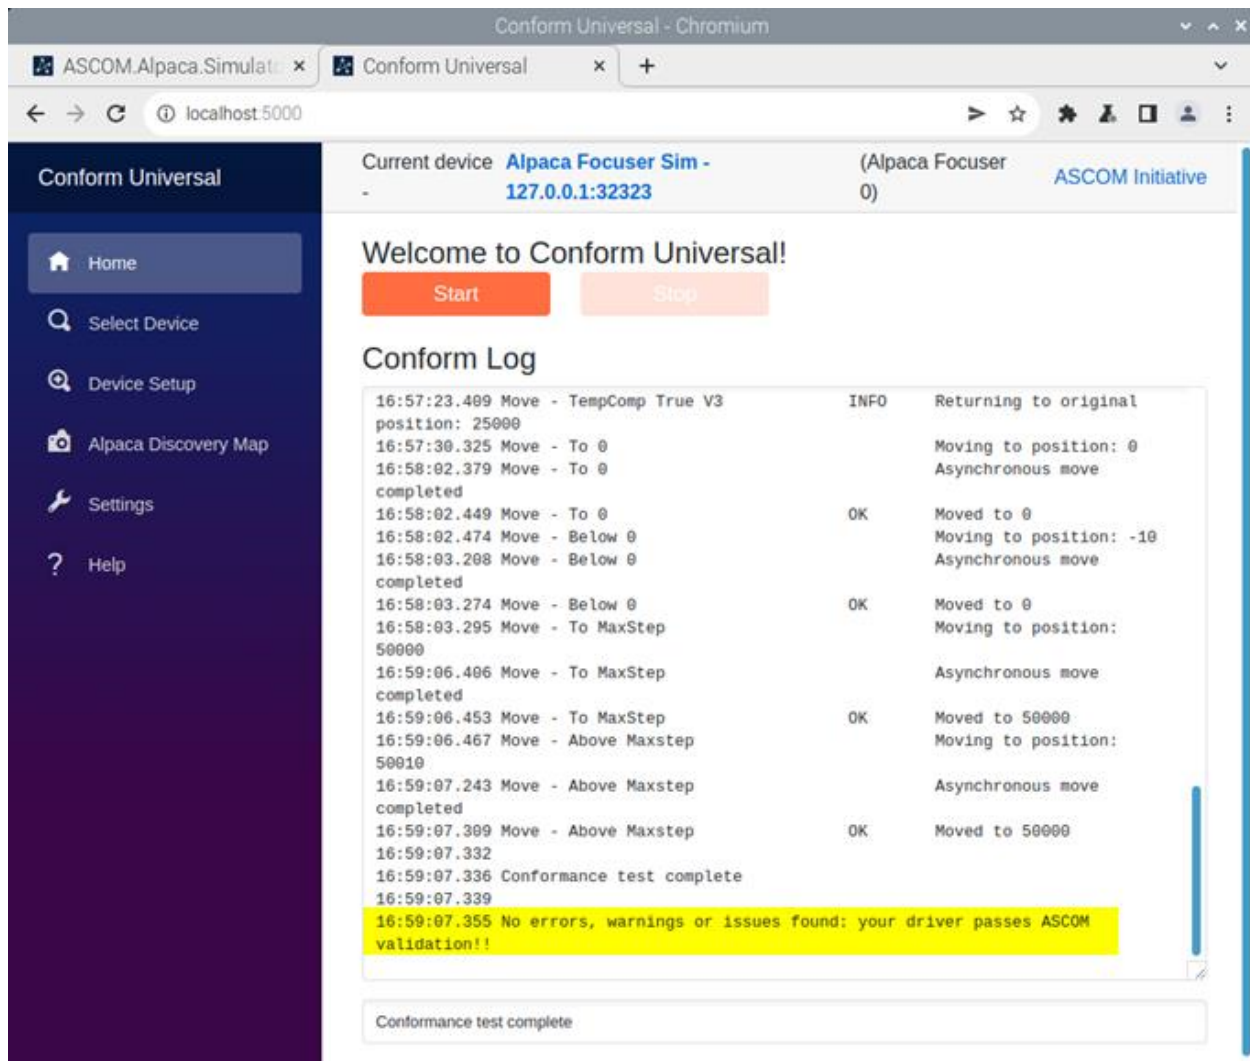 Conform Universal - Chromium
ASCOM.Alpaca.Simulat
Conform Universal
localhost:5000
Conform Universal
Current device Alpaca Focuser Sim - (Alpaca Focuser
- 127.0.0.1:32323 0)
ASCOM Initiative
Home
Select Device
Device Setup
Alpaca Discovery Map
Settings
Help
Welcome to Conform Universal!
Start Stop
Conform Log
16:57:23.409 Move - TempComp True V3 INFO Returning to original
position: 25000
16:57:30.325 Move - To 0 Moving to position: 0
16:58:02.379 Move - To 0 Asynchronous move
completed
16:58:02.449 Move - To 0 OK Moved to 0
16:58:02.474 Move - Below 0 Moving to position: -10
16:58:03.208 Move - Below 0 Asynchronous move
completed
16:58:03.274 Move - Below 0 OK Moved to 0
16:58:03.295 Move - To MaxStep Moving to position:
50000
16:59:06.406 Move - To MaxStep Asynchronous move
completed
16:59:06.453 Move - To MaxStep OK Moved to 50000
16:59:06.467 Move - Above Maxstep Moving to position:
50010
16:59:07.243 Move - Above Maxstep Asynchronous move
completed
16:59:07.309 Move - Above Maxstep OK Moved to 50000
16:59:07.332
16:59:07.336 Conformance test complete
16:59:07.339
16:59:07.355 No errors, warnings or issues found: your driver passes ASCOM
validation!!
Conformance test complete